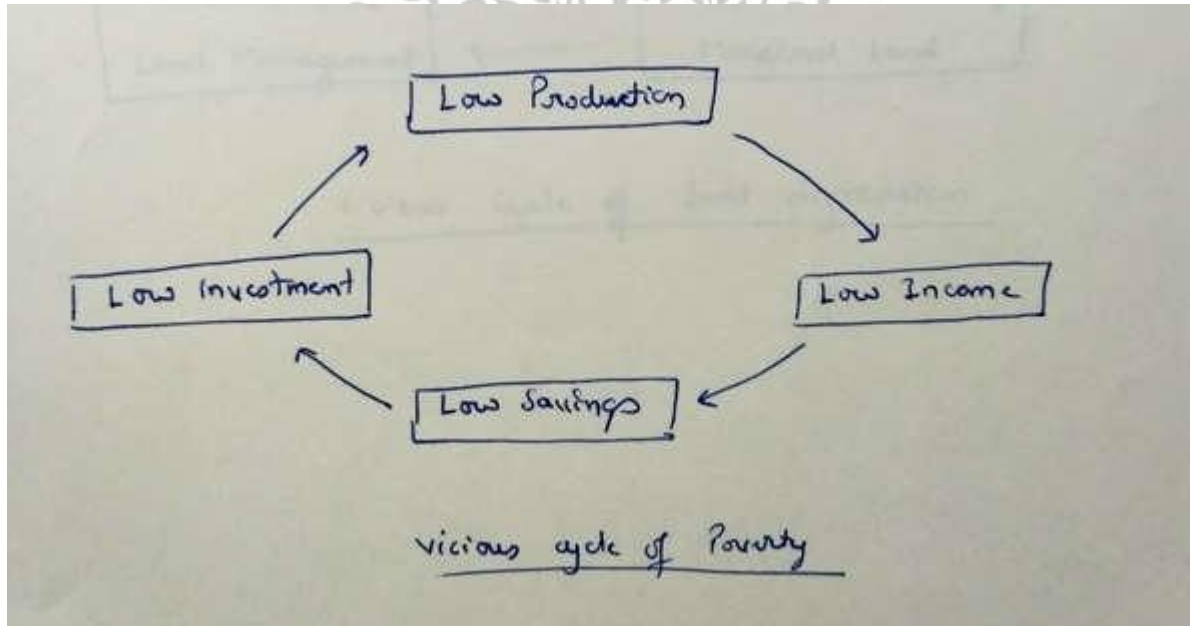 Low Production
Low Investment
Low Income
Low Savings
vicious cycle of Poverty